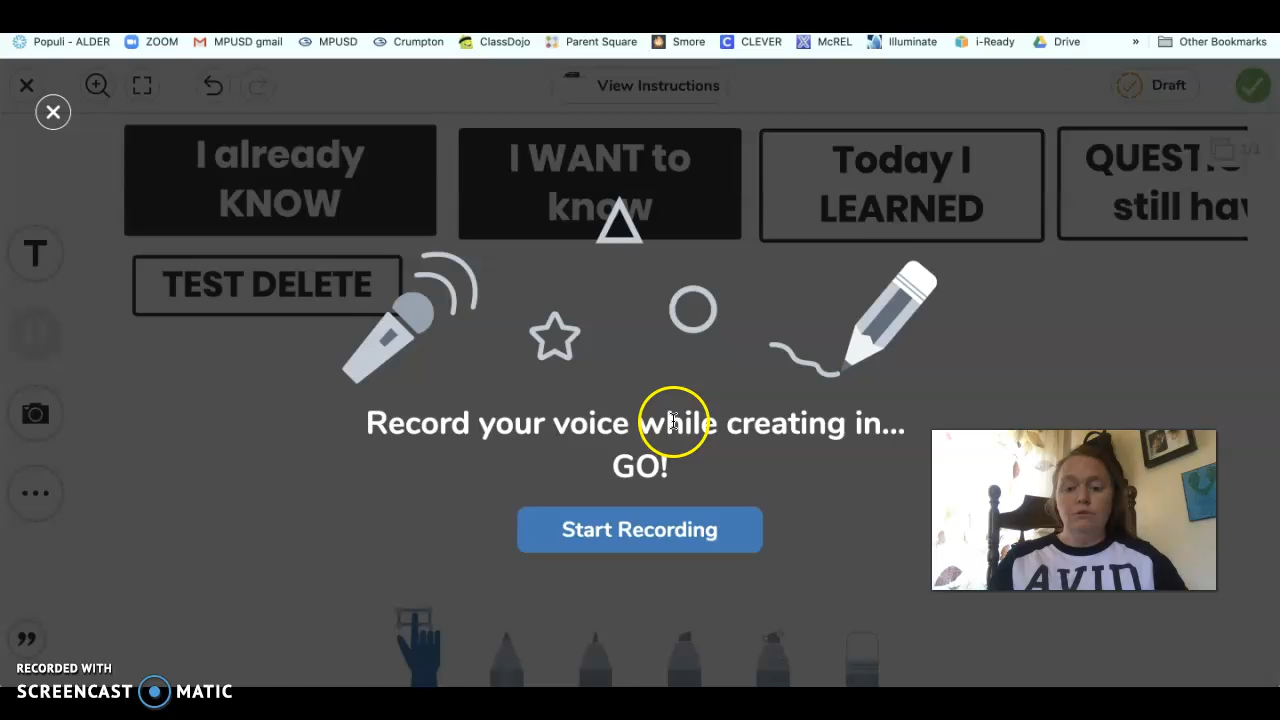 Populi - ALDER ZOOM MPUSD gmail MPUSD Crumpton ClassDojo Parent Square Smore CLEVER McREL Illuminate i-Ready Drive » Other Bookmarks
View Instructions Draft
I already
KNOW
I WANT to
know
Today I
LEARNED
still
1/1
TEST DELETE
T
Record your voice while creating in...
GO!
Start Recording
AVID
RECORDED WITH
SCREENCAST MATIC